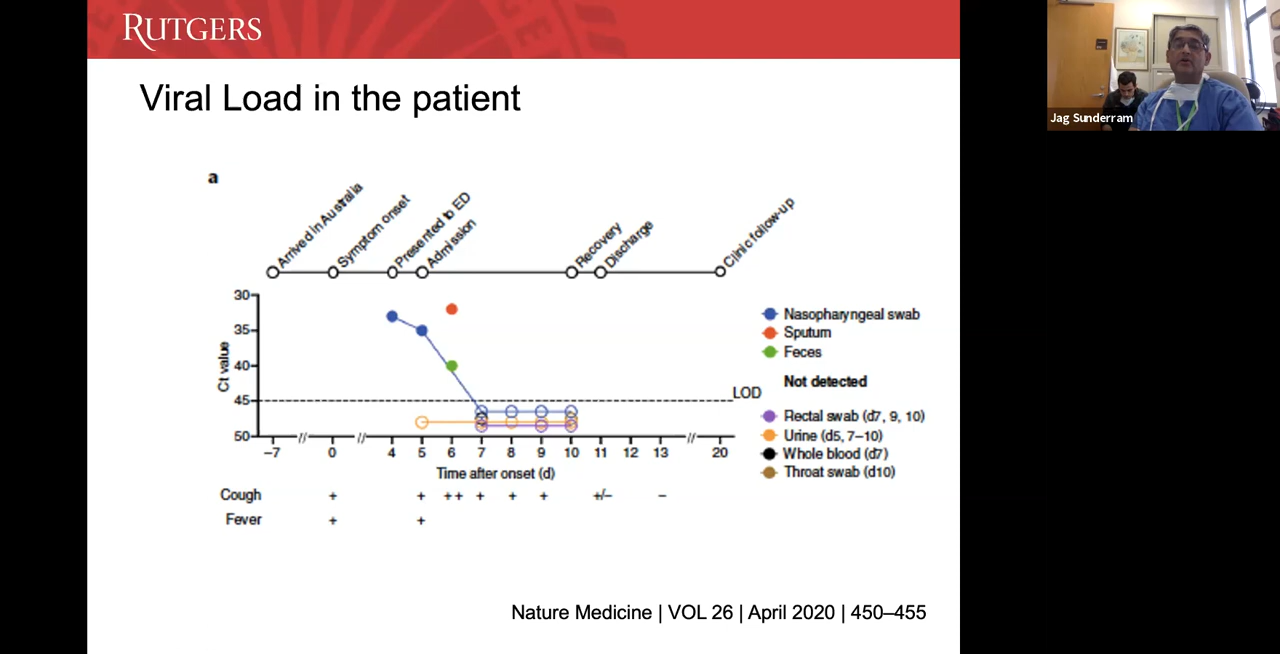 RUTGERS
Jag Sunderram
Viral Load in the patient
a
Arrived in Australia
Symptom onset
Presented to ED
Admission
Recovery
Discharge
Clinic follow-up
30
35
40
45
50
Ct value
LOD
Nasopharyngeal swab
Sputum
Feces
Not detected
Rectal swab (d7, 9, 10)
Urine (d5, 7–10)
Whole blood (d7)
Throat swab (d10)
–7 // 0 // 4 5 6 7 8 9 10 11 12 13 // 20
Time after onset (d)
Cough + + ++ + + + +/– –
Fever + +
Nature Medicine | VOL 26 | April 2020 | 450–455